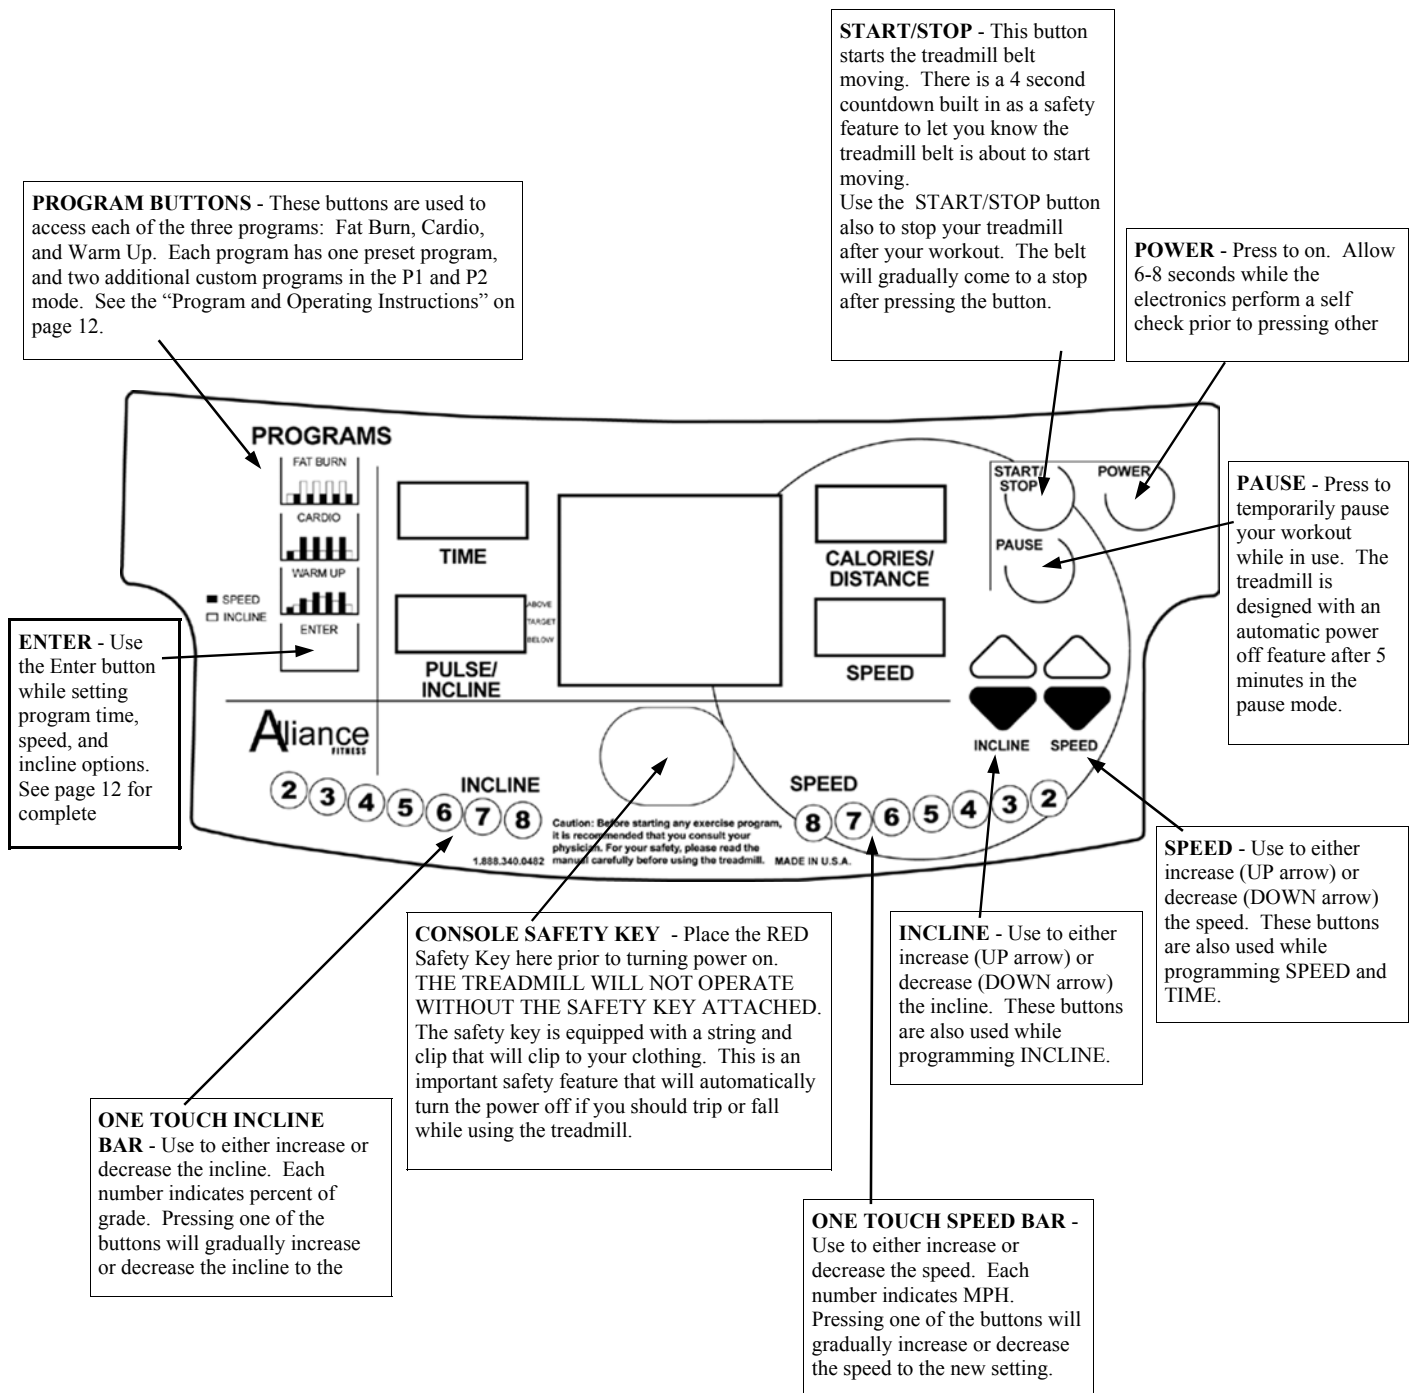 START/STOP - This button
starts the treadmill belt
moving. There is a 4 second
countdown built in as a safety
feature to let you know the
treadmill belt is about to start
moving.
Use the START/STOP button
also to stop your treadmill
after your workout. The belt
will gradually come to a stop
after pressing the button.
PROGRAM BUTTONS - These buttons are used to
access each of the three programs: Fat Burn, Cardio,
and Warm Up. Each program has one preset program,
and two additional custom programs in the P1 and P2
mode. See the “Program and Operating Instructions” on
page 12.
POWER - Press to on. Allow
6-8 seconds while the
electronics perform a self
check prior to pressing other
PROGRAMS
FAT BURN
CARDIO
WARM UP
SPEED
INCLINE
ENTER
TIME
PULSE/
INCLINE
ABOVE
TARGET
BELOW
CALORIES/
DISTANCE
SPEED
START/
STOP
POWER
PAUSE
INCLINE
SPEED
PAUSE - Press to
temporarily pause
your workout
while in use. The
treadmill is
designed with an
automatic power
off feature after 5
minutes in the
pause mode.
ENTER - Use
the Enter button
while setting
program time,
speed, and
incline options.
See page 12 for
complete
Alliance
FITNESS
INCLINE
2 3 4 5 6 7 8
SPEED
8 7 6 5 4 3 2
Caution: Before starting any exercise program,
it is recommended that you consult your
physician. For your safety, please read the
1.888.340.0482 manual carefully before using the treadmill. MADE IN U.S.A.
SPEED - Use to either
increase (UP arrow) or
decrease (DOWN arrow)
the speed. These buttons
are also used while
programming SPEED and
TIME.
CONSOLE SAFETY KEY - Place the RED
Safety Key here prior to turning power on.
THE TREADMILL WILL NOT OPERATE
WITHOUT THE SAFETY KEY ATTACHED.
The safety key is equipped with a string and
clip that will clip to your clothing. This is an
important safety feature that will automatically
turn the power off if you should trip or fall
while using the treadmill.
INCLINE - Use to either
increase (UP arrow) or
decrease (DOWN arrow)
the incline. These buttons
are also used while
programming INCLINE.
ONE TOUCH INCLINE
BAR - Use to either increase or
decrease the incline. Each
number indicates percent of
grade. Pressing one of the
buttons will gradually increase
or decrease the incline to the
ONE TOUCH SPEED BAR -
Use to either increase or
decrease the speed. Each
number indicates MPH.
Pressing one of the buttons will
gradually increase or decrease
the speed to the new setting.